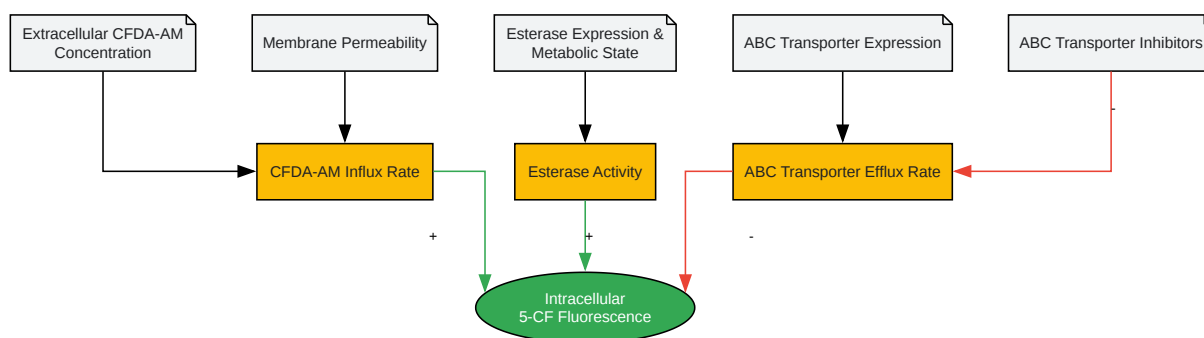 Extracellular CFDA-AM
Concentration
Membrane Permeability
Esterase Expression &
Metabolic State
ABC Transporter Expression
ABC Transporter Inhibitors
-
CFDA-AM Influx Rate
Esterase Activity
ABC Transporter Efflux Rate
+
+
-
Intracellular
5-CF Fluorescence